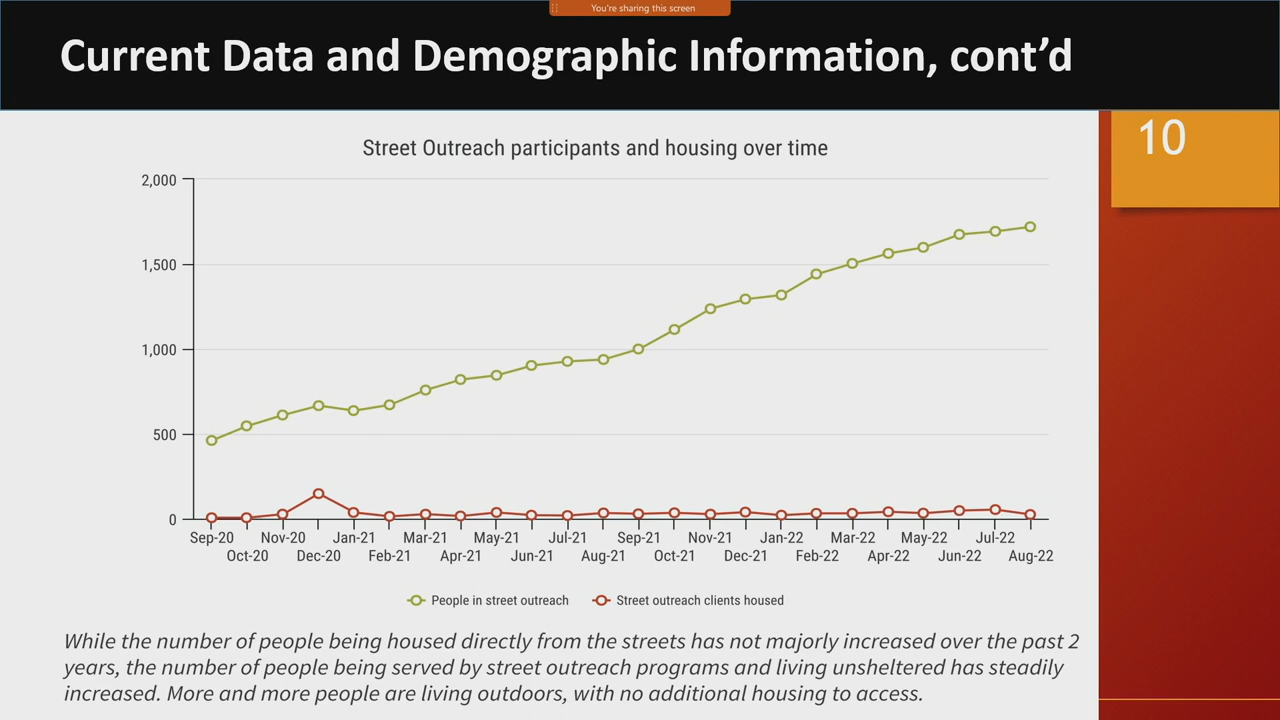 You're sharing this screen
Current Data and Demographic Information, cont’d
10
Street Outreach participants and housing over time
2,000
1,500
1,000
500
0
Sep-20 Nov-20 Jan-21 Mar-21 May-21 Jul-21 Sep-21 Nov-21 Jan-22 Mar-22 May-22 Jul-22
Oct-20 Dec-20 Feb-21 Apr-21 Jun-21 Aug-21 Oct-21 Dec-21 Feb-22 Apr-22 Jun-22 Aug-22
People in street outreach Street outreach clients housed
While the number of people being housed directly from the streets has not majorly increased over the past 2
years, the number of people being served by street outreach programs and living unsheltered has steadily
increased. More and more people are living outdoors, with no additional housing to access.